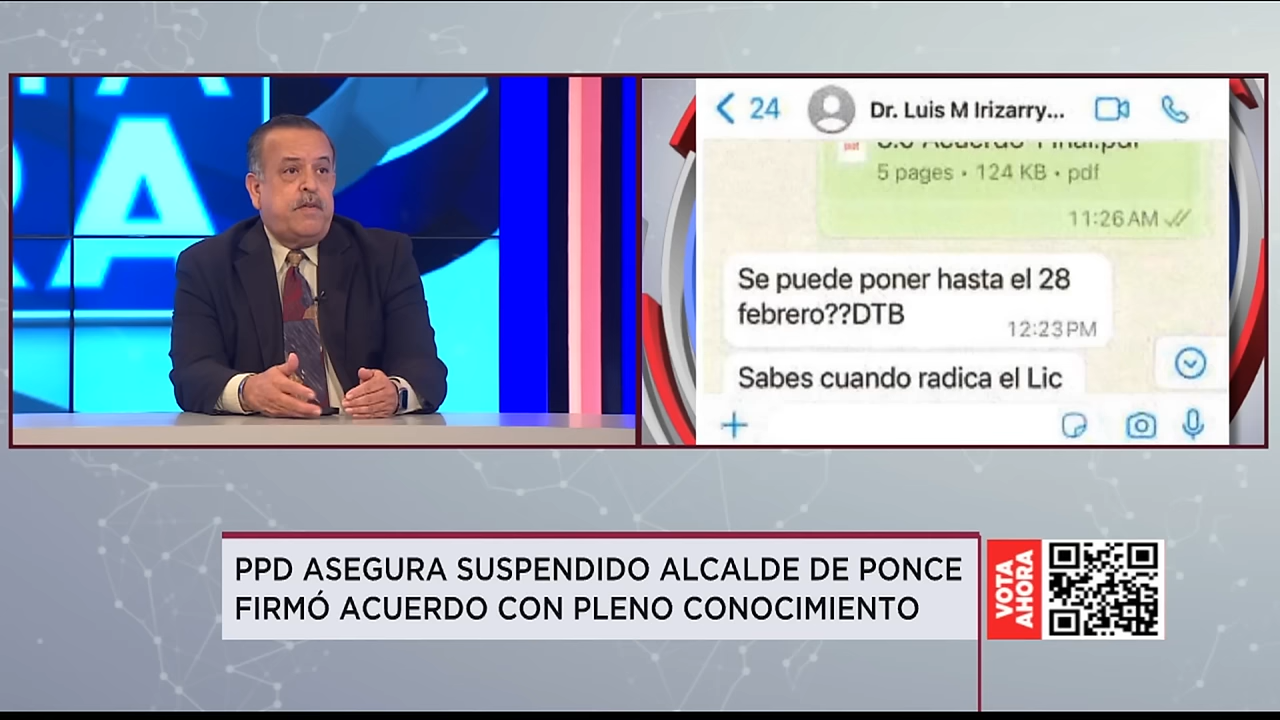 24
Dr. Luis M Irizarry...
5 pages • 124 KB • pdf
11:26 AM
Se puede poner hasta el 28
febrero??DTB
12:23 PM
Sabes cuando radica el Lic
PPD ASEGURA SUSPENDIDO ALCALDE DE PONCE
FIRMÓ ACUERDO CON PLENO CONOCIMIENTO
VOTA
AHORA